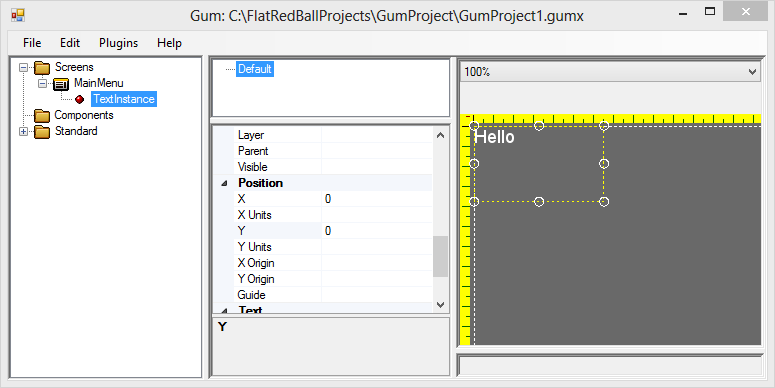 Gum: C:\FlatRedBallProjects\GumProject\GumProject1.gumx
File Edit Plugins Help
Screens
MainMenu
TextInstance
Components
Standard
Default
Layer
Parent
Visible
Position
X 0
X Units
Y 0
Y Units
X Origin
Y Origin
Guide
Text
Y
100%
Hello